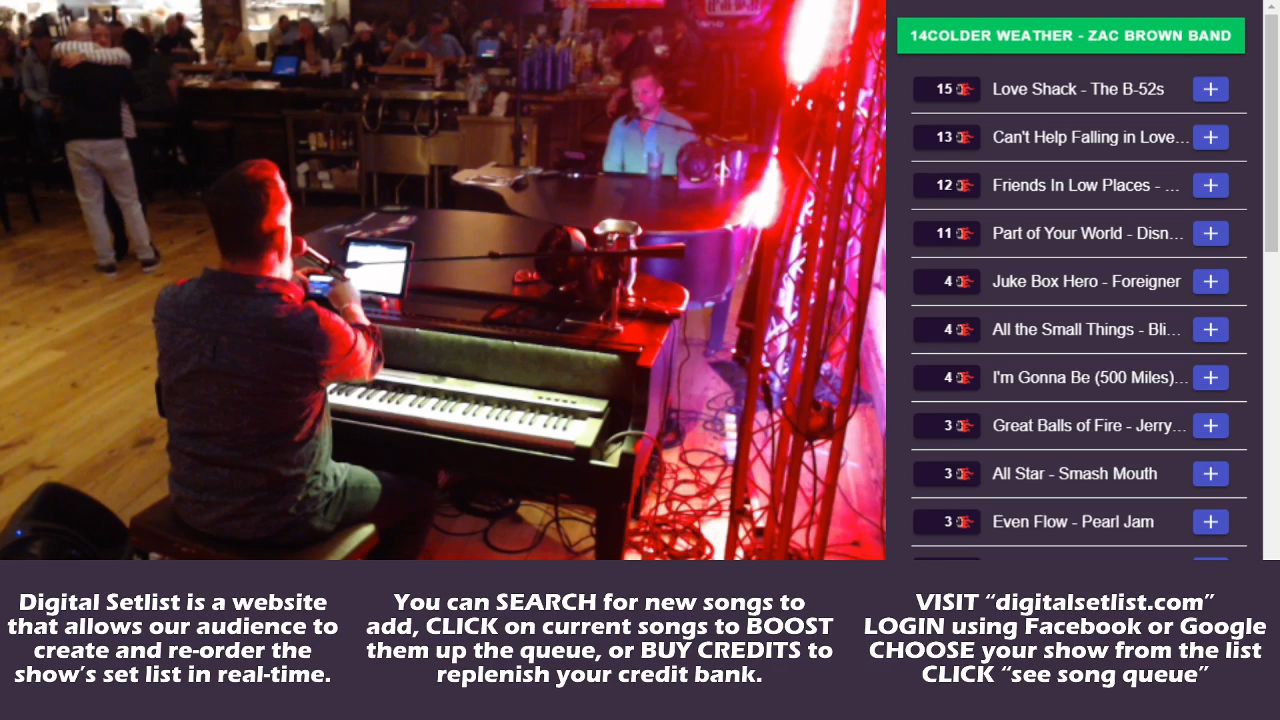 14COLDER WEATHER - ZAC BROWN BAND
15 Love Shack - The B-52s
13 Can't Help Falling in Love...
12 Friends In Low Places - ...
11 Part of Your World - Disn...
4 Juke Box Hero - Foreigner
4 All the Small Things - Bli...
4 I'm Gonna Be (500 Miles)...
3 Great Balls of Fire - Jerry...
3 All Star - Smash Mouth
3 Even Flow - Pearl Jam
Digital Setlist is a website
that allows our audience to
create and re-order the
show's set list in real-time.
You can SEARCH for new songs to
add, CLICK on current songs to BOOST
them up the queue, or BUY CREDITS to
replenish your credit bank.
VISIT “digitalsetlist.com”
LOGIN using Facebook or Google
CHOOSE your show from the list
CLICK “see song queue”